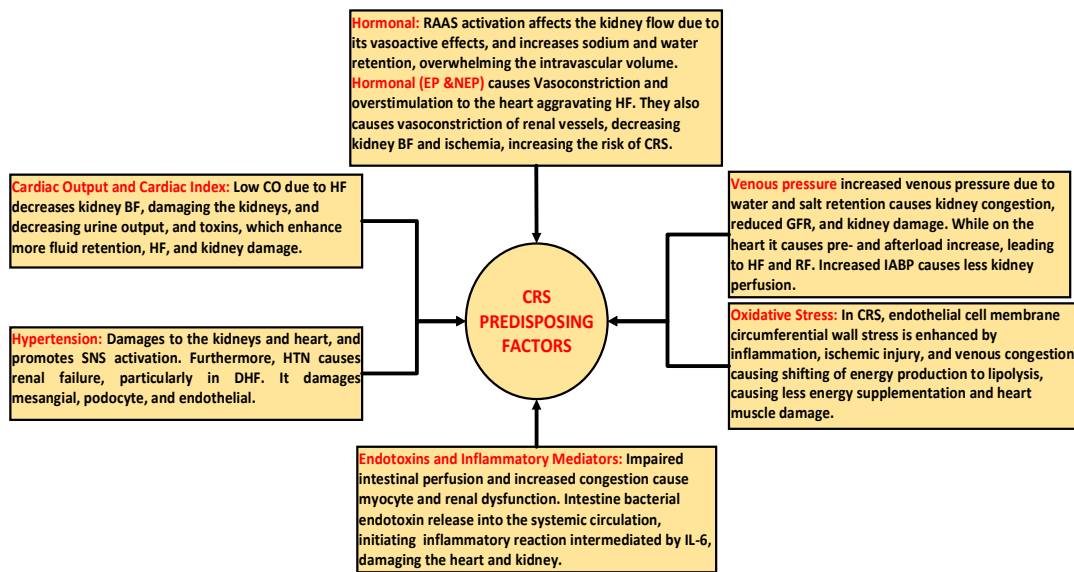 Hormonal: RAAS activation affects the kidney flow due to
its vasoactive effects, and increases sodium and water
retention, overwhelming the intravascular volume.
Hormonal (EP &NEP) causes Vasoconstriction and
overstimulation to the heart aggravating HF. They also
causes vasoconstriction of renal vessels, decreasing
kidney BF and ischemia, increasing the risk of CRS.
Cardiac Output and Cardiac Index: Low CO due to HF
decreases kidney BF, damaging the kidneys, and
decreasing urine output, and toxins, which enhance
more fluid retention, HF, and kidney damage.
Venous pressure increased venous pressure due to
water and salt retention causes kidney congestion,
reduced GFR, and kidney damage. While on the
heart it causes pre- and afterload increase, leading
to HF and RF. Increased IABP causes less kidney
perfusion.
CRS
PREDISPOSING
FACTORS
Hypertension: Damages to the kidneys and heart, and
promotes SNS activation. Furthermore, HTN causes
renal failure, particularly in DHF. It damages
mesangial, podocyte, and endothelial.
Oxidative Stress: In CRS, endothelial cell membrane
circumferential wall stress is enhanced by
inflammation, ischemic injury, and venous congestion
causing shifting of energy production to lipolysis,
causing less energy supplementation and heart
muscle damage.
Endotoxins and Inflammatory Mediators: Impaired
intestinal perfusion and increased congestion cause
myocyte and renal dysfunction. Intestine bacterial
endotoxin release into the systemic circulation,
initiating inflammatory reaction intermediated by IL-6,
damaging the heart and kidney.